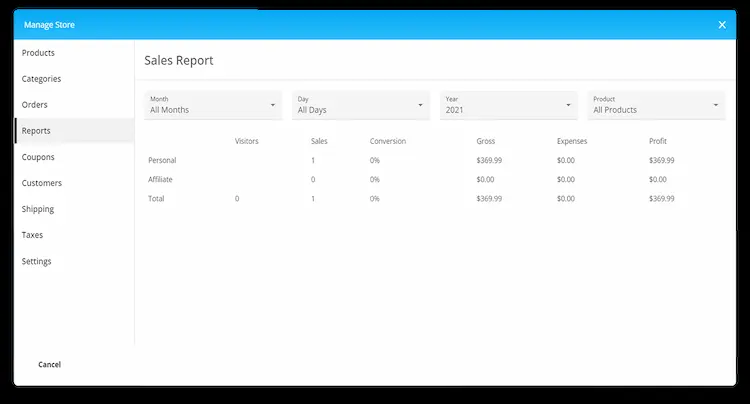 Manage Store
Products
Categories
Orders
Reports
Coupons
Customers
Shipping
Taxes
Settings
Cancel
Sales Report
Month Day Year Product
All Months All Days 2021 All Products
Visitors Sales Conversion Gross Expenses Profit
Personal 1 0% $369.99 $0.00 $369.99
Affiliate 0 0% $0.00 $0.00 $0.00
Total 0 1 0% $369.99 $0.00 $369.99